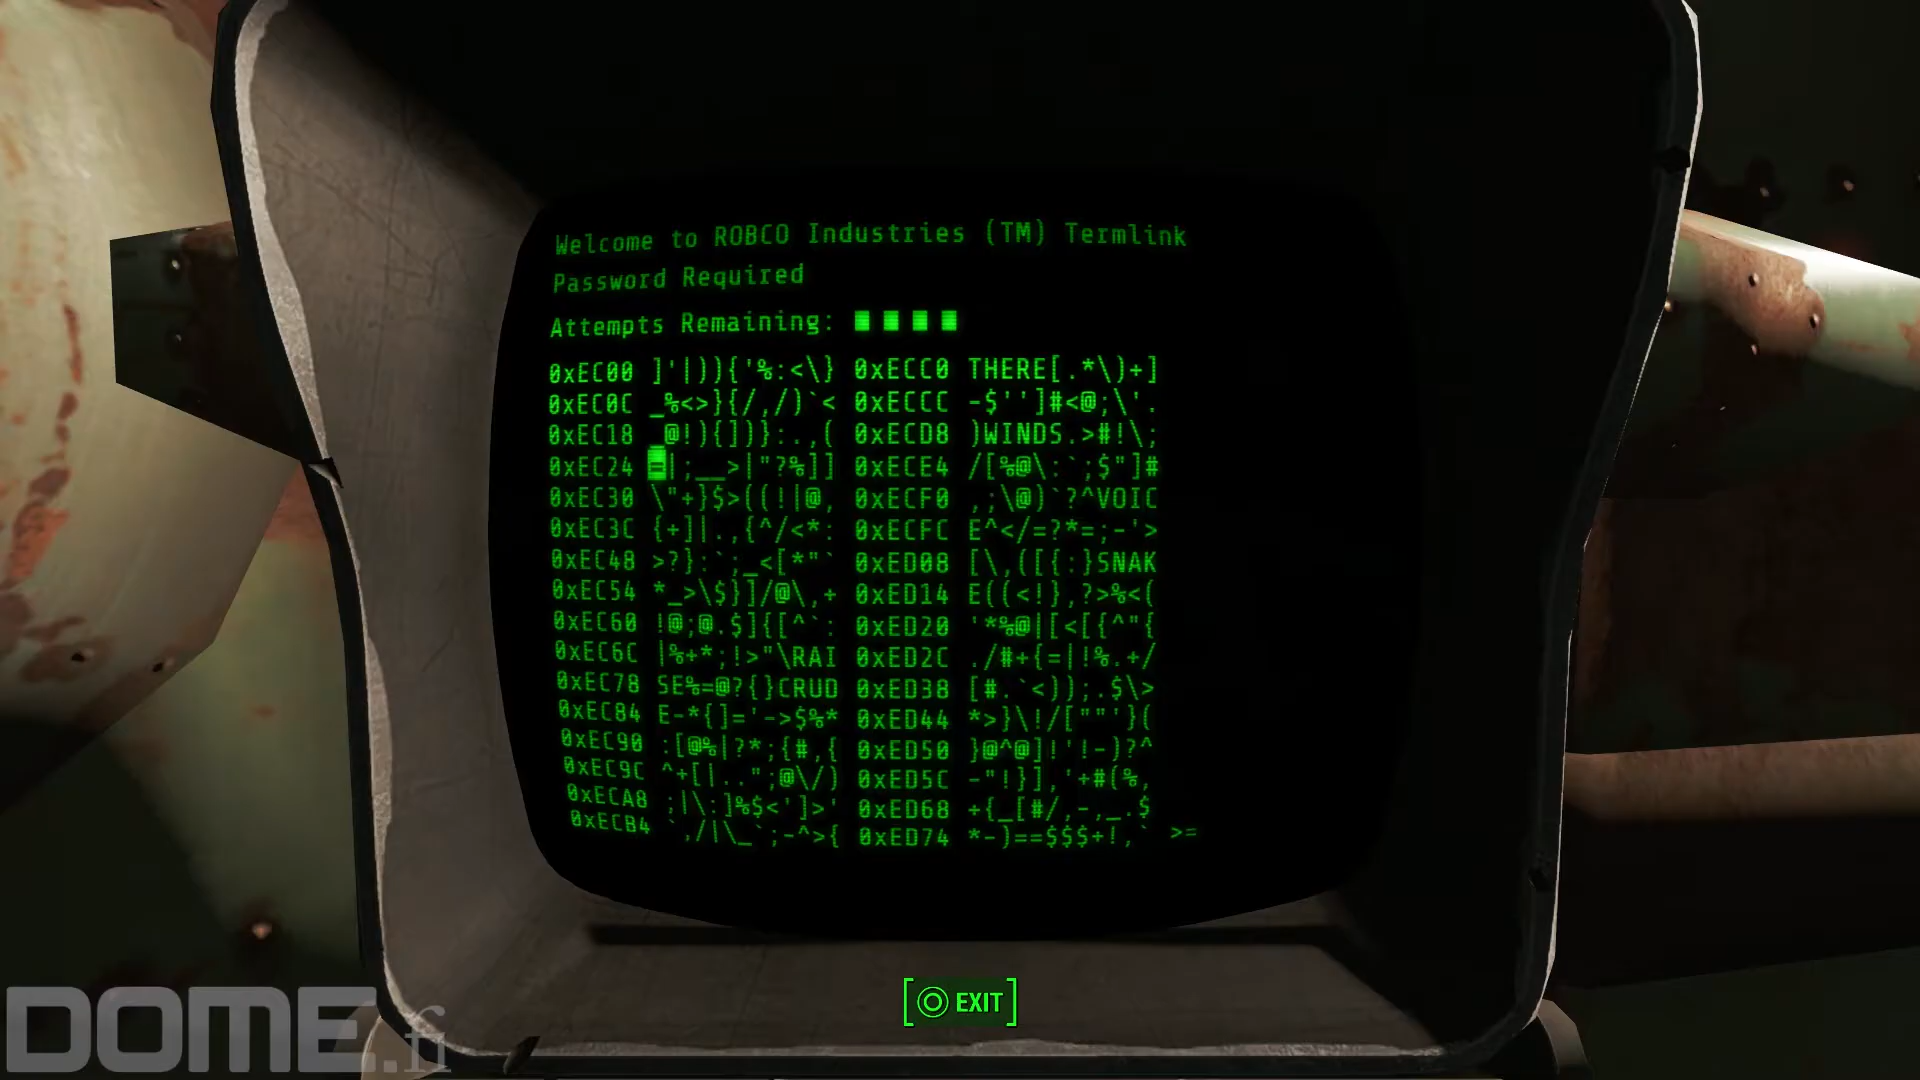 Welcome to ROBCO Industries (TM) Termlink
Password Required
Attempts Remaining:
0xEC00 ]'|)){'%:<\} 0xECC0 THERE[.*\)+]
0xEC0C _%<>}{/,/)`< 0xECCC -$'']#<@;\'.
0xEC18 _@!){])}:.,( 0xECD8 )WINDS.>#!\;
0xEC24 =|;__>|"?%]] 0xECE4 /[%@\:`;$"]#
0xEC30 \"+}$>((!|@, 0xECF0 ,;\@)`?^VOIC
0xEC3C {+]|.,{^/<*: 0xECFC E^</=?*=;-'>
0xEC48 >?}:`;_<[*"` 0xED08 [\,([{:}SNAK
0xEC54 *_>\$}]/@\,+ 0xED14 E((<!},?>%<(
0xEC60 !@;@.$]{[^`: 0xED20 '*%@|[<[{^"{
0xEC6C |%+*;!>"\RAI 0xED2C ./#+{=|!%.+/
0xEC78 SE%=@?{}CRUD 0xED38 [#.`<));.$\>
0xEC84 E-*{]='->$%* 0xED44 *>}\!/[""'}(
0xEC90 :[@%|?*;{#,{ 0xED50 }@^@]!'!-)?^
0xEC9C ^+[|..";@\/) 0xED5C -"!}],'+#(%,
0xECA8 ;|\:]%$<']>' 0xED68 +{_[#/,-,_.$
0xECB4 `,/|\_`;-^>{ 0xED74 *-)==$$$+!,` >=
EXIT
DOME.fi